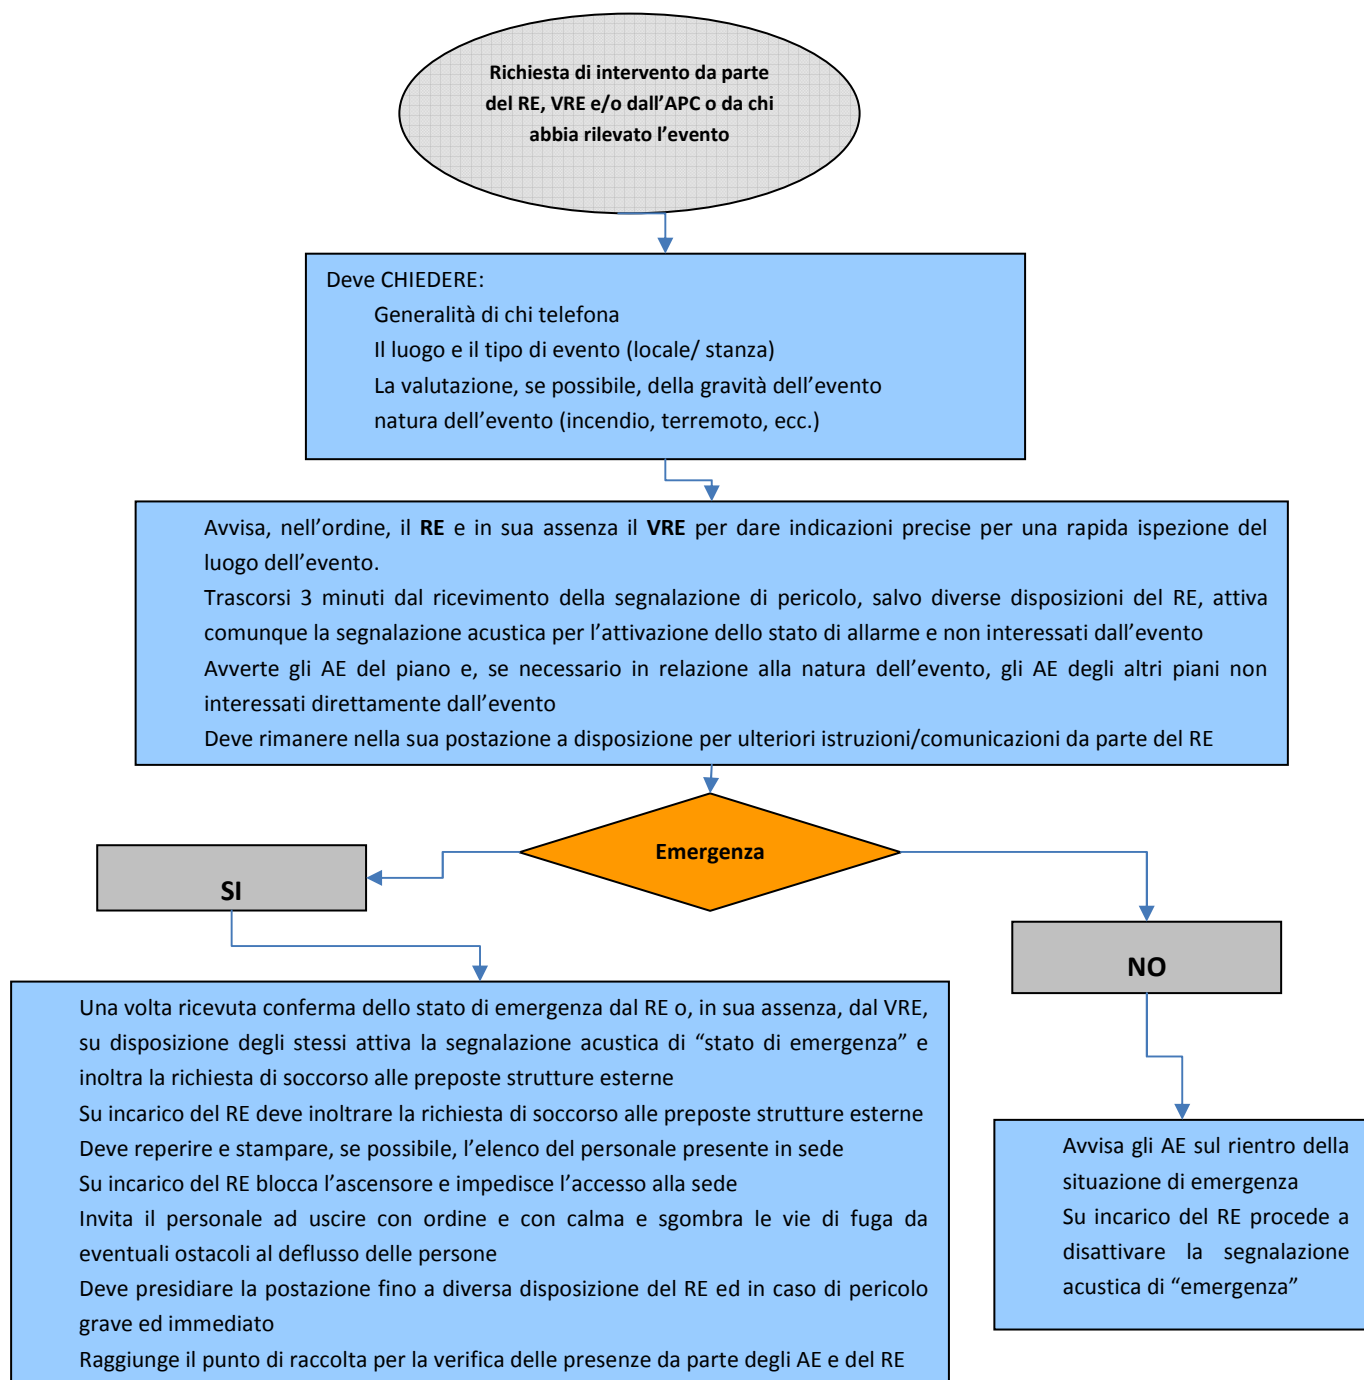 Richiesta di intervento da parte
del RE, VRE e/o dall’APC o da chi
abbia rilevato l’evento
Deve CHIEDERE:
Generalità di chi telefona
Il luogo e il tipo di evento (locale/ stanza)
La valutazione, se possibile, della gravità dell’evento
natura dell’evento (incendio, terremoto, ecc.)
Avvisa, nell’ordine, il RE e in sua assenza il VRE per dare indicazioni precise per una rapida ispezione del
luogo dell’evento.
Trascorsi 3 minuti dal ricevimento della segnalazione di pericolo, salvo diverse disposizioni del RE, attiva
comunque la segnalazione acustica per l’attivazione dello stato di allarme e non interessati dall’evento
Avverte gli AE del piano e, se necessario in relazione alla natura dell’evento, gli AE degli altri piani non
interessati direttamente dall’evento
Deve rimanere nella sua postazione a disposizione per ulteriori istruzioni/comunicazioni da parte del RE
Emergenza
SI
NO
Una volta ricevuta conferma dello stato di emergenza dal RE o, in sua assenza, dal VRE,
su disposizione degli stessi attiva la segnalazione acustica di “stato di emergenza” e
inoltra la richiesta di soccorso alle preposte strutture esterne
Su incarico del RE deve inoltrare la richiesta di soccorso alle preposte strutture esterne
Deve reperire e stampare, se possibile, l’elenco del personale presente in sede
Su incarico del RE blocca l’ascensore e impedisce l’accesso alla sede
Invita il personale ad uscire con ordine e con calma e sgombra le vie di fuga da
eventuali ostacoli al deflusso delle persone
Deve presidiare la postazione fino a diversa disposizione del RE ed in caso di pericolo
grave ed immediato
Raggiunge il punto di raccolta per la verifica delle presenze da parte degli AE e del RE
Avvisa gli AE sul rientro della
situazione di emergenza
Su incarico del RE procede a
disattivare la segnalazione
acustica di “emergenza”